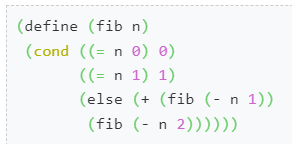 (define (fib n)
(cond ((= n 0) 0)
((= n 1) 1)
(else (+ (fib (- n 1))
(fib (- n 2))))))